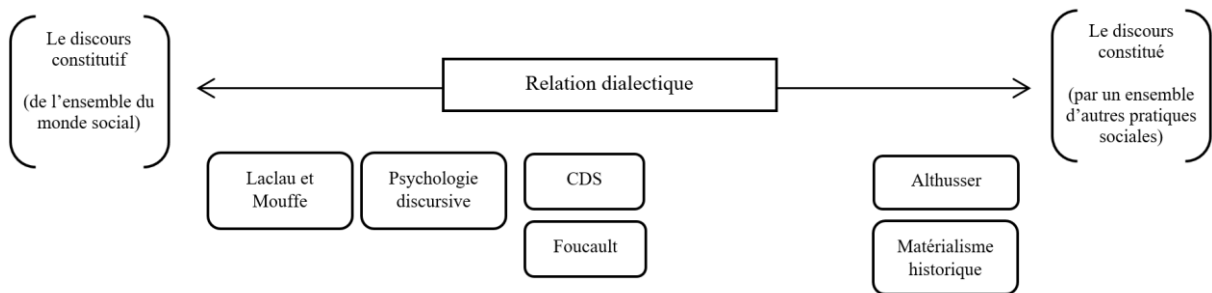 Le discours
constitutif
(de l’ensemble du
monde social)
Relation dialectique
Le discours
constitué
(par un ensemble
d’autres pratiques
sociales)
Laclau et
Mouffe
Psychologie
discursive
CDS
Foucault
Althusser
Matérialisme
historique